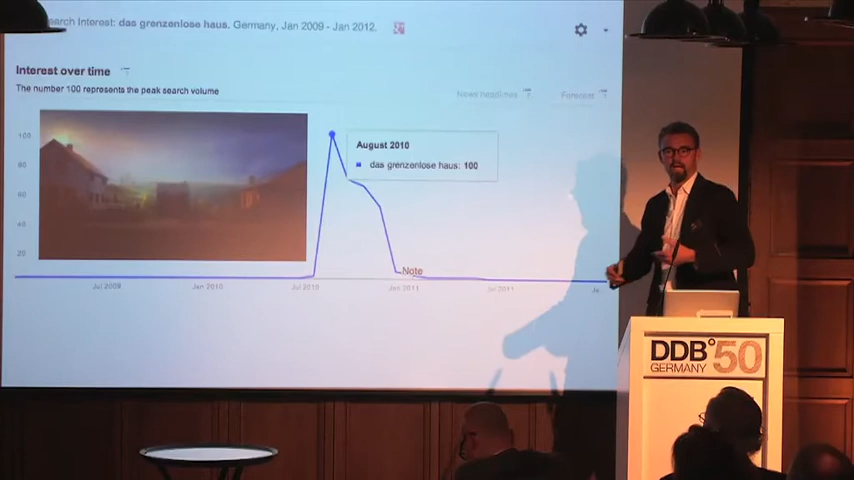 earch Interest: das grenzenlose haus. Germany, Jan 2009 - Jan 2012.
Interest over time
The number 100 represents the peak search volume
News headlines
Forecast
100
80
60
40
20
August 2010
das grenzenlose haus: 100
Note
Jul 2009
Jan 2010
Jul 2010
Jan 2011
Jul 2011
Ja
DDB°50
GERMANY